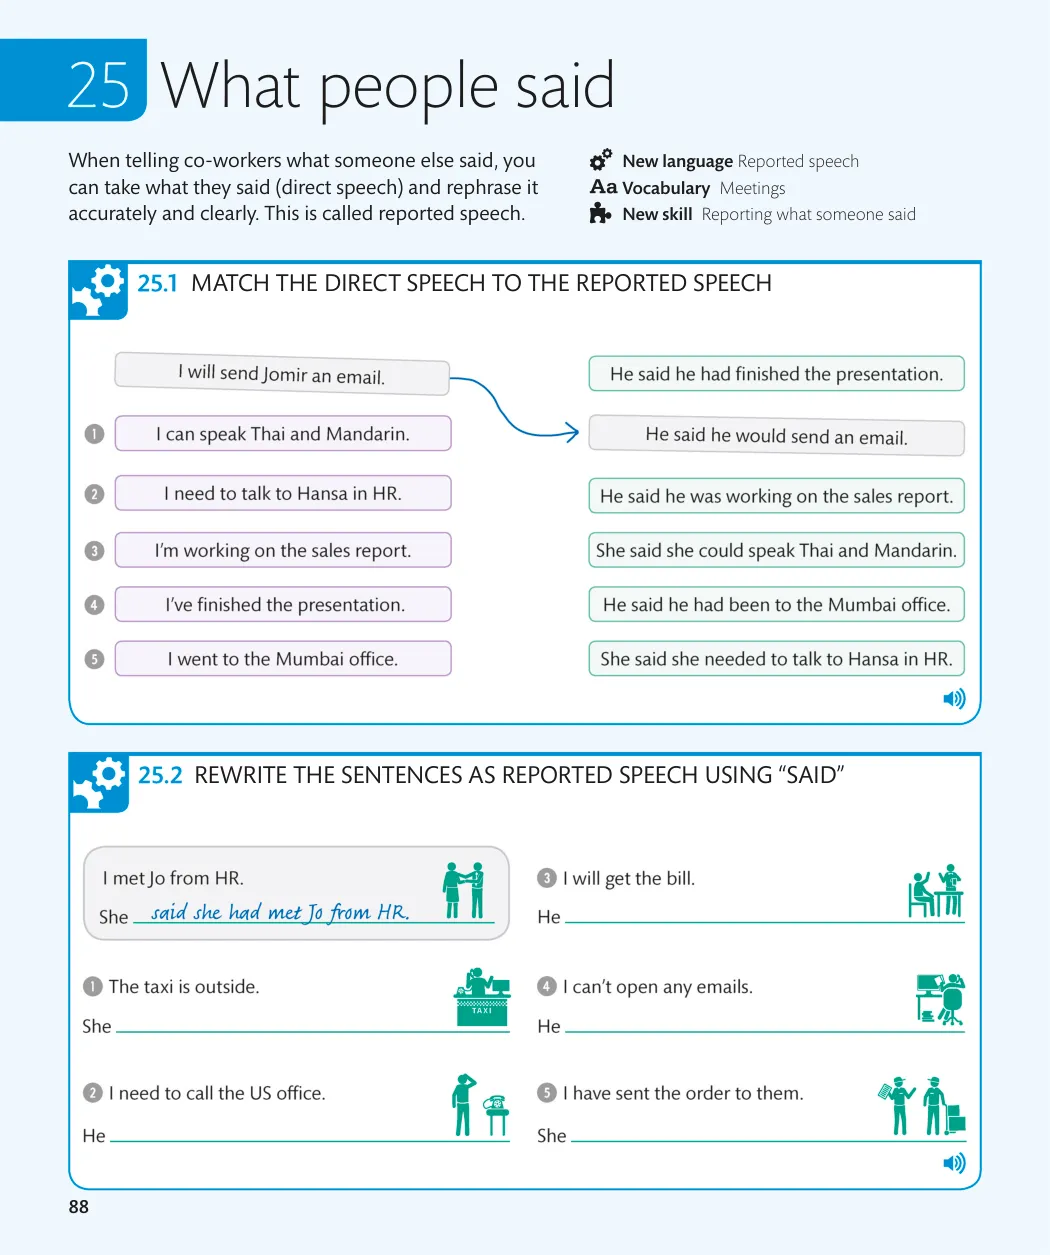 25 What people said
When telling co-workers what someone else said, you
can take what they said (direct speech) and rephrase it
accurately and clearly. This is called reported speech.
New language Reported speech
Aa Vocabulary Meetings
New skill Reporting what someone said
25.1 MATCH THE DIRECT SPEECH TO THE REPORTED SPEECH
I will send Jomir an email.
He said he had finished the presentation.
1 I can speak Thai and Mandarin.
He said he would send an email.
2 I need to talk to Hansa in HR.
He said he was working on the sales report.
3 I'm working on the sales report.
She said she could speak Thai and Mandarin.
4 I've finished the presentation.
He said he had been to the Mumbai office.
5 I went to the Mumbai office.
She said she needed to talk to Hansa in HR.
25.2 REWRITE THE SENTENCES AS REPORTED SPEECH USING “SAID”
I met Jo from HR.
She said she had met Jo from HR.
1 The taxi is outside.
TAXI
She
2 I need to call the US office.
He
3 I will get the bill.
He
4 I can't open any emails.
He
5 I have sent the order to them.
She
88